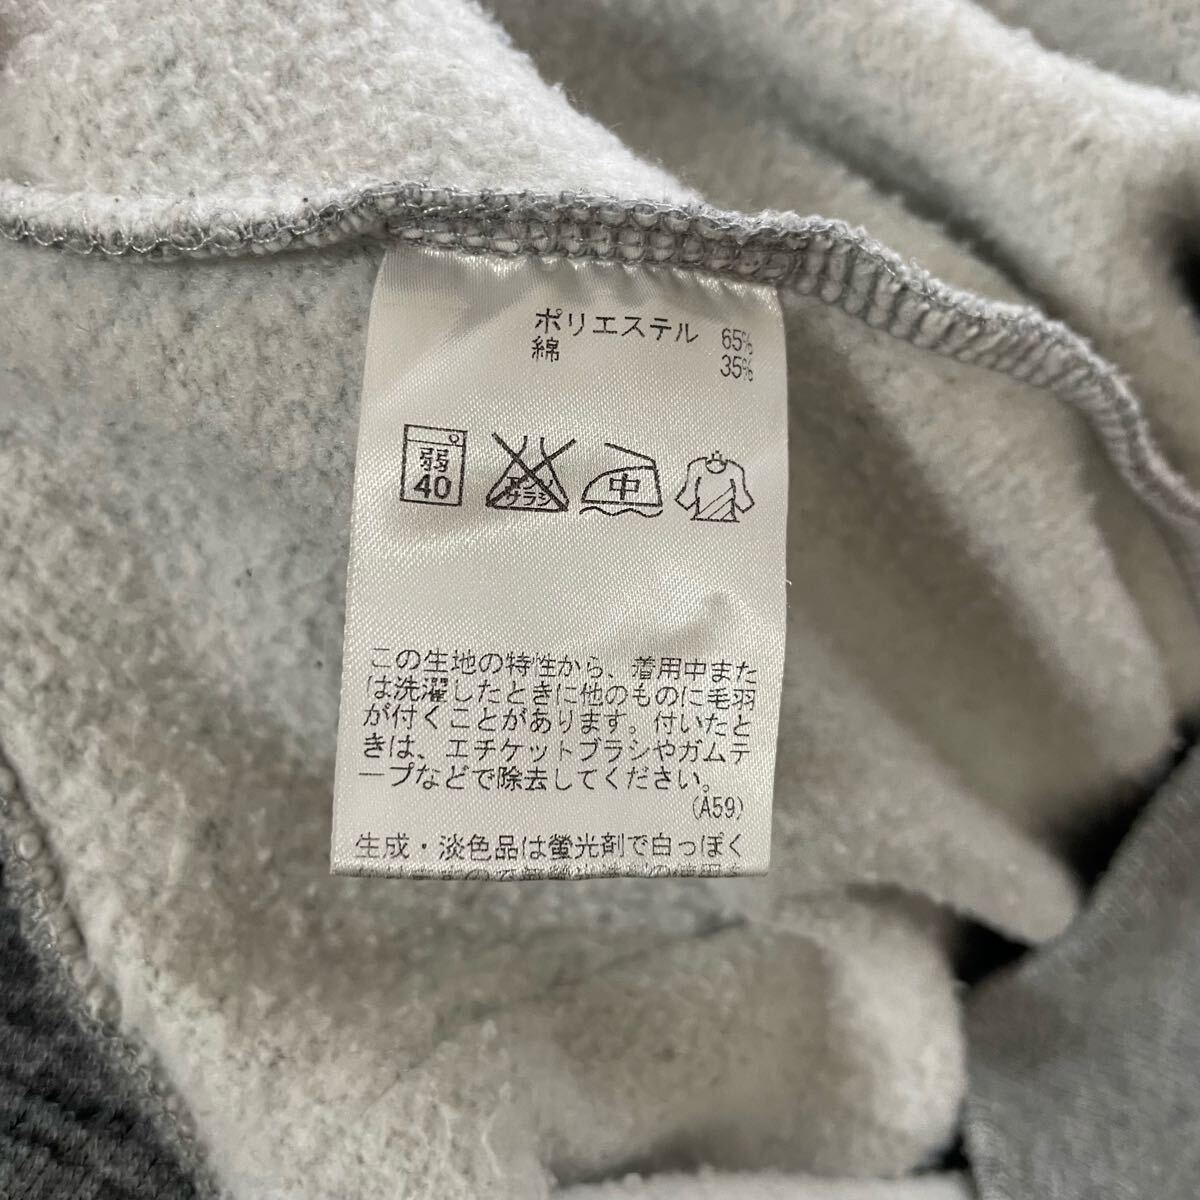 ポリエステル 65%
綿 35%
弱
40
エンソ
サラシ
中
この生地の特性から、着用中また
は洗濯したときに他のものに毛羽
が付くことがあります。付いたと
きは、エチケットブラシやガムテ
ープなどで除去してください。
(A59)
生成・淡色品は螢光剤で白っぽく